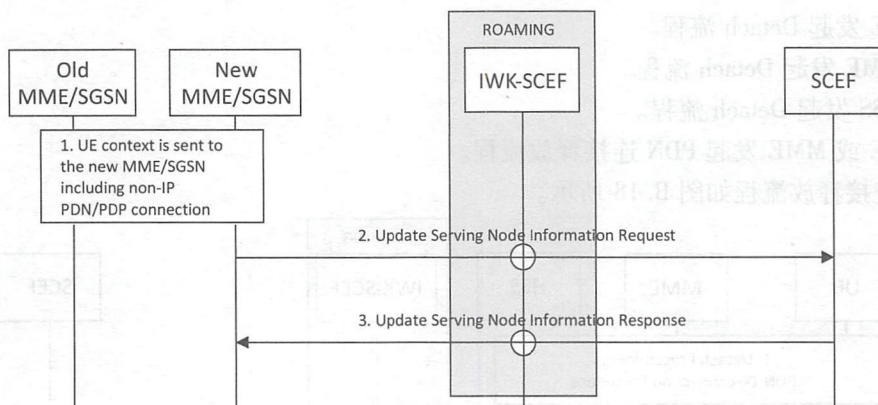 ROAMING
Old
MME/SGSN
New
MME/SGSN
IWK-SCEF
SCEF
1. UE context is sent to
the new MME/SGSN
including non-IP
PDN/PDP connection
2. Update Serving Node Information Request
3. Update Serving Node Information Response